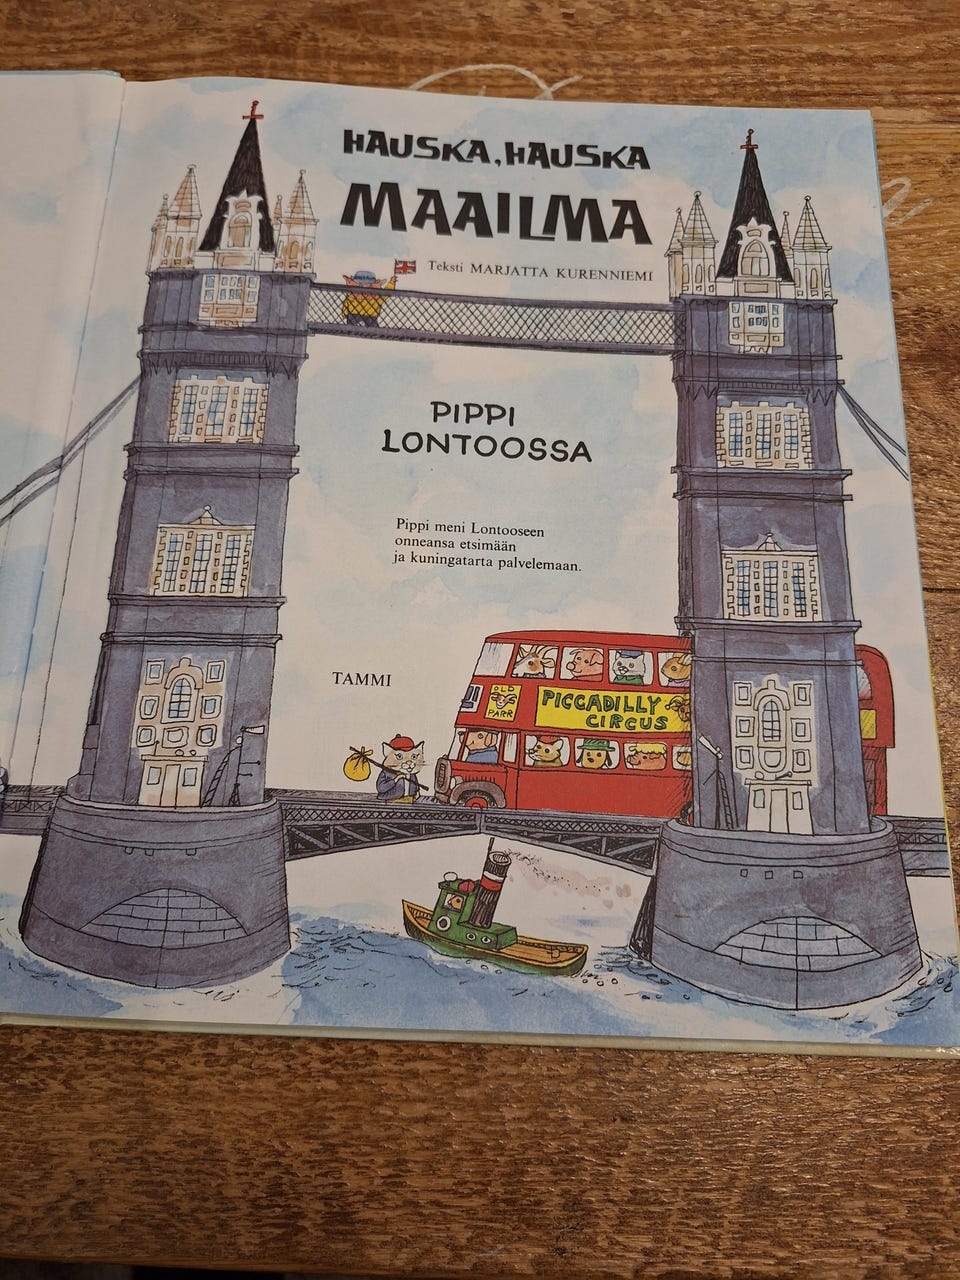 HAUSKA, HAUSKA
MAAILMA
Teksti MARJATTA KURENNIEMI
PIPPI
LONTOOSSA
Pippi meni Lontooseen
onneansa etsimään
ja kuningatarta palvelemaan.
TAMMI
OLD
PARR
PICCADILLY
CIRCUS